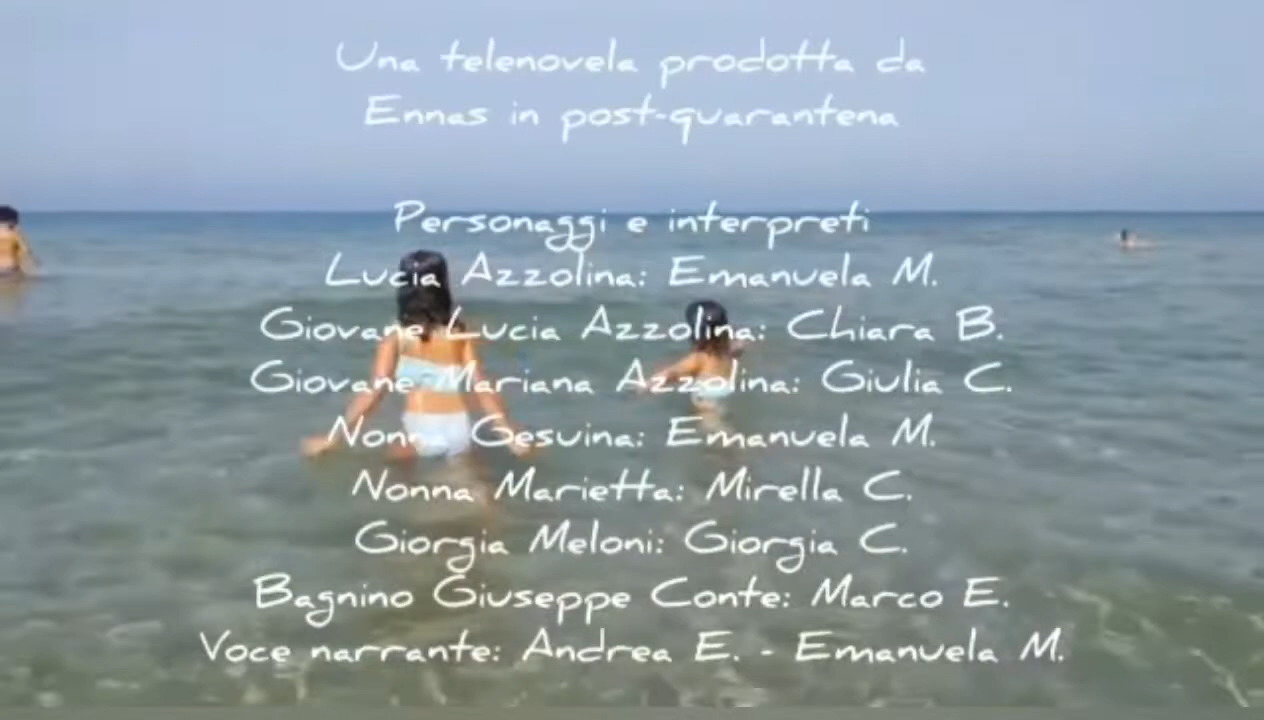 Una telenovela prodotta da
Ennas in post-quarantena
Personaggi e interpreti
Lucia Azzolina: Emanuela M.
Giovane Lucia Azzolina: Chiara B.
Giovane Mariana Azzolina: Giulia C.
Nonna Gesuina: Emanuela M.
Nonna Marietta: Mirella C.
Giorgia Meloni: Giorgia C.
Bagnino Giuseppe Conte: Marco E.
Voce narrante: Andrea E. - Emanuela M.